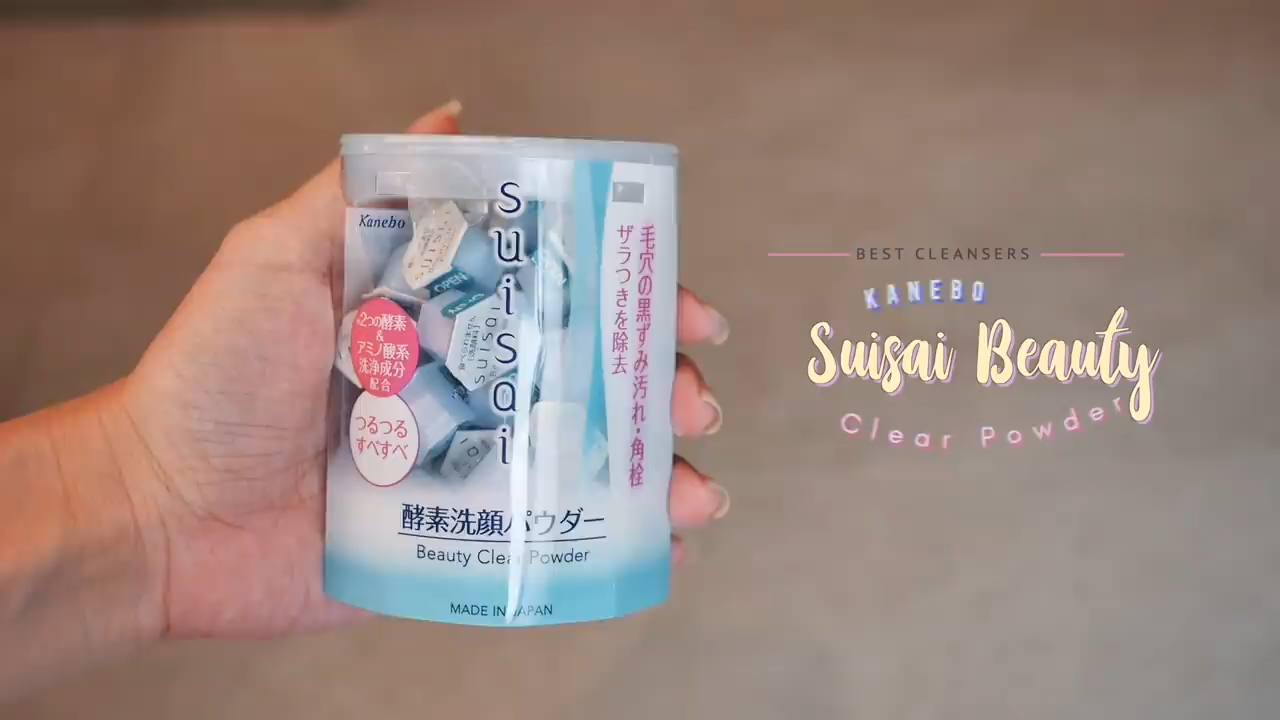 suisai
Kanebo
毛穴の黒ずみ汚れ・角栓
ザラつきを除去
OPEN
suisai
*2つの酵素
&
アミノ酸系
洗浄成分
配合
つるつる
すべすべ
酵素洗顔パウダー
Beauty Clear Powder
MADE IN JAPAN
BEST CLEANSERS
KANEBO
Suisai Beauty
Clear Powder